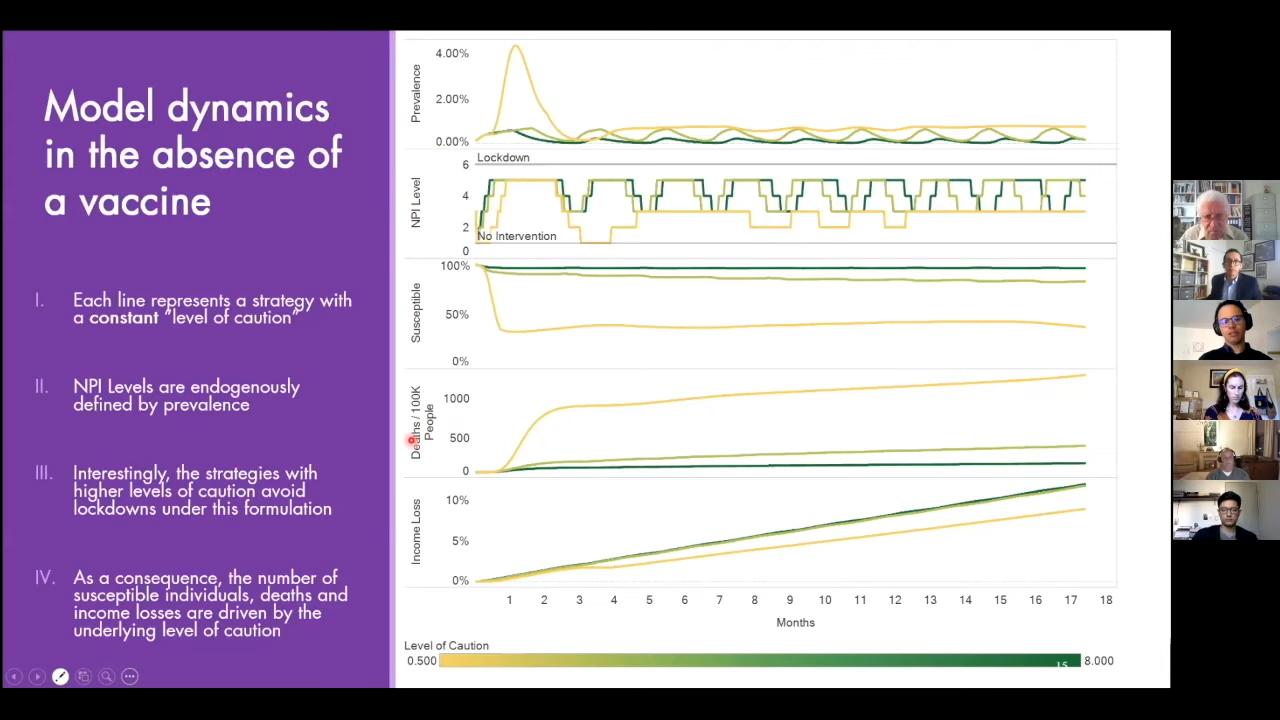 Model dynamics
in the absence of
a vaccine
I. Each line represents a strategy with
a constant "level of caution"
II. NPI Levels are endogenously
defined by prevalence
III. Interestingly, the strategies with
higher levels of caution avoid
lockdowns under this formulation
IV. As a consequence, the number of
susceptible individuals, deaths and
income losses are driven by the
underlying level of caution
Prevalence
4.00%
2.00%
0.00%
NPI Level
6
4
2
0
Lockdown
No Intervention
Susceptible
100%
50%
0%
Deaths / 100K
People
1000
500
0
Income Loss
10%
5%
0%
1 2 3 4 5 6 7 8 9 10 11 12 13 14 15 16 17 18
Months
Level of Caution
0.500 8.000
15